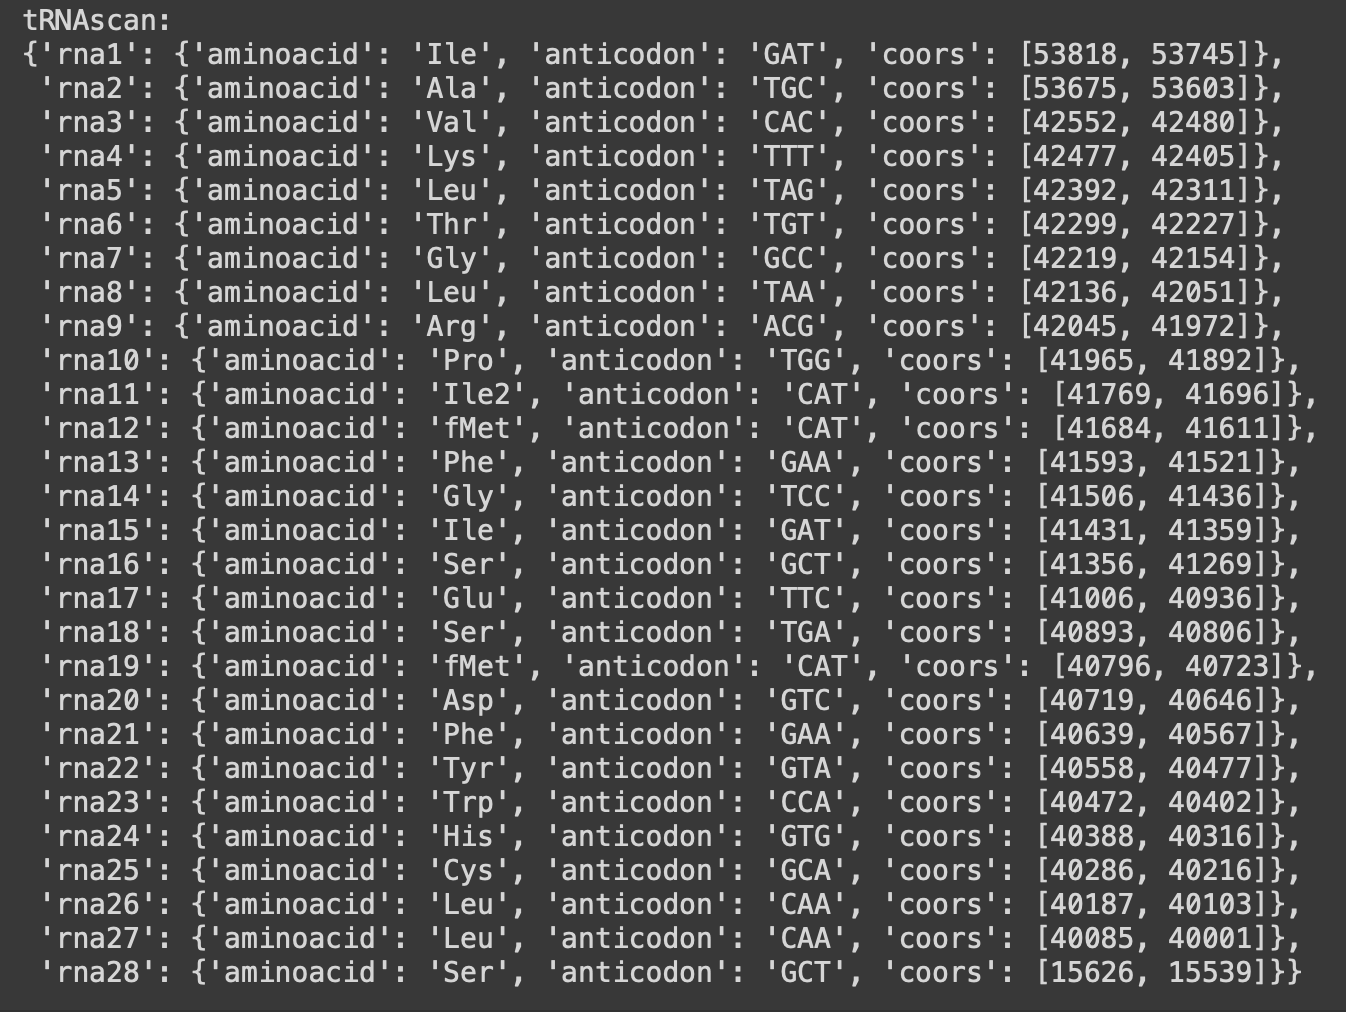 tRNAscan:
{'rna1': {'aminoacid': 'Ile', 'anticodon': 'GAT', 'coors': [53818, 53745]},
'rna2': {'aminoacid': 'Ala', 'anticodon': 'TGC', 'coors': [53675, 53603]},
'rna3': {'aminoacid': 'Val', 'anticodon': 'CAC', 'coors': [42552, 42480]},
'rna4': {'aminoacid': 'Lys', 'anticodon': 'TTT', 'coors': [42477, 42405]},
'rna5': {'aminoacid': 'Leu', 'anticodon': 'TAG', 'coors': [42392, 42311]},
'rna6': {'aminoacid': 'Thr', 'anticodon': 'TGT', 'coors': [42299, 42227]},
'rna7': {'aminoacid': 'Gly', 'anticodon': 'GCC', 'coors': [42219, 42154]},
'rna8': {'aminoacid': 'Leu', 'anticodon': 'TAA', 'coors': [42136, 42051]},
'rna9': {'aminoacid': 'Arg', 'anticodon': 'ACG', 'coors': [42045, 41972]},
'rna10': {'aminoacid': 'Pro', 'anticodon': 'TGG', 'coors': [41965, 41892]},
'rna11': {'aminoacid': 'Ile2', 'anticodon': 'CAT', 'coors': [41769, 41696]},
'rna12': {'aminoacid': 'fMet', 'anticodon': 'CAT', 'coors': [41684, 41611]},
'rna13': {'aminoacid': 'Phe', 'anticodon': 'GAA', 'coors': [41593, 41521]},
'rna14': {'aminoacid': 'Gly', 'anticodon': 'TCC', 'coors': [41506, 41436]},
'rna15': {'aminoacid': 'Ile', 'anticodon': 'GAT', 'coors': [41431, 41359]},
'rna16': {'aminoacid': 'Ser', 'anticodon': 'GCT', 'coors': [41356, 41269]},
'rna17': {'aminoacid': 'Glu', 'anticodon': 'TTC', 'coors': [41006, 40936]},
'rna18': {'aminoacid': 'Ser', 'anticodon': 'TGA', 'coors': [40893, 40806]},
'rna19': {'aminoacid': 'fMet', 'anticodon': 'CAT', 'coors': [40796, 40723]},
'rna20': {'aminoacid': 'Asp', 'anticodon': 'GTC', 'coors': [40719, 40646]},
'rna21': {'aminoacid': 'Phe', 'anticodon': 'GAA', 'coors': [40639, 40567]},
'rna22': {'aminoacid': 'Tyr', 'anticodon': 'GTA', 'coors': [40558, 40477]},
'rna23': {'aminoacid': 'Trp', 'anticodon': 'CCA', 'coors': [40472, 40402]},
'rna24': {'aminoacid': 'His', 'anticodon': 'GTG', 'coors': [40388, 40316]},
'rna25': {'aminoacid': 'Cys', 'anticodon': 'GCA', 'coors': [40286, 40216]},
'rna26': {'aminoacid': 'Leu', 'anticodon': 'CAA', 'coors': [40187, 40103]},
'rna27': {'aminoacid': 'Leu', 'anticodon': 'CAA', 'coors': [40085, 40001]},
'rna28': {'aminoacid': 'Ser', 'anticodon': 'GCT', 'coors': [15626, 15539]}}